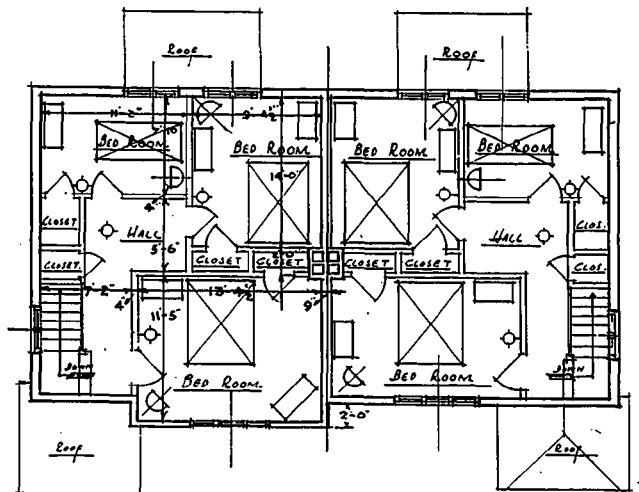 ROOF
ROOF
11'-2"
9'-4½"
BED ROOM
BED ROOM
BED ROOM
BED ROOM
14'-0"
4"
CLOSET
HALL
HALL
CLOS.
5'-6"
CLOSET
CLOSET
CLOSET
CLOSET
CLOSET
CLOS.
7'-2"
4"
13'-4½"
9"
11'-5"
DOWN
BED ROOM
BED ROOM
DOWN
2'-0"
ROOF
ROOF